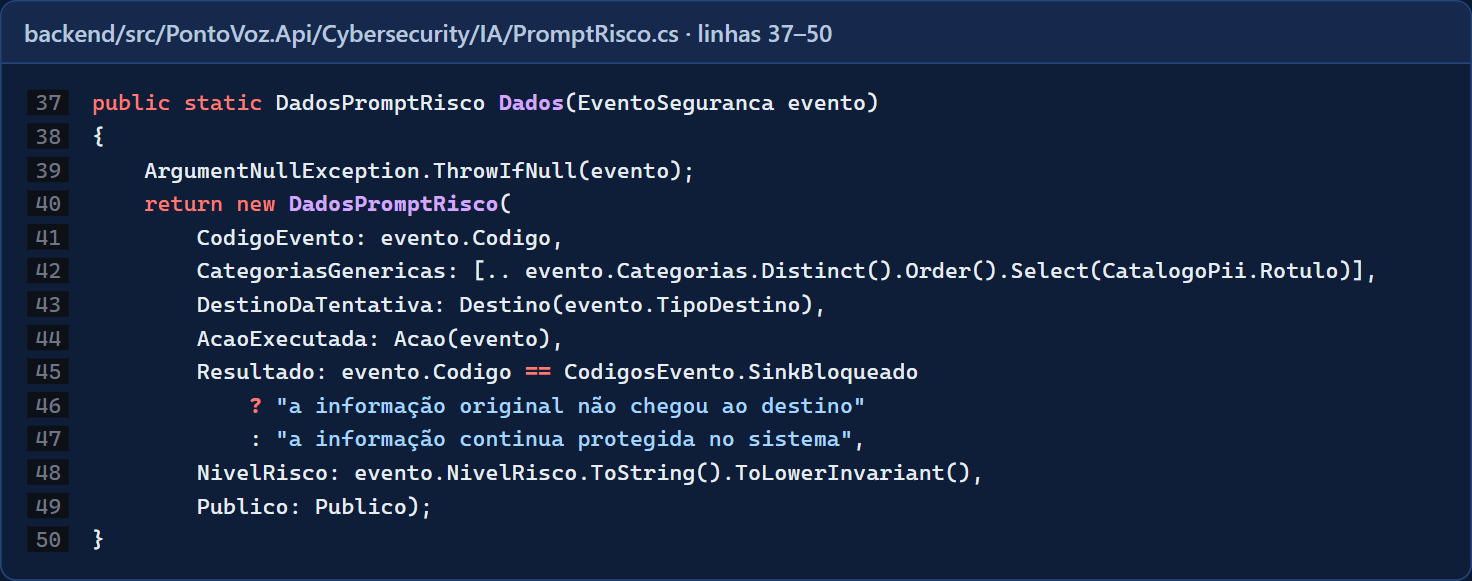 backend/src/PontoVoz.Api/Cybersecurity/IA/PromptRisco.cs · linhas 37–50
37 public static DadosPromptRisco Dados(EventoSeguranca evento)
38 {
39     ArgumentNullException.ThrowIfNull(evento);
40     return new DadosPromptRisco(
41         CodigoEvento: evento.Codigo,
42         CategoriasGenericas: [.. evento.Categorias.Distinct().Order().Select(CatalogoPii.Rotulo)],
43         DestinoDaTentativa: Destino(evento.TipoDestino),
44         AcaoExecutada: Acao(evento),
45         Resultado: evento.Codigo == CodigosEvento.SinkBloqueado
46             ? "a informação original não chegou ao destino"
47             : "a informação continua protegida no sistema",
48         NivelRisco: evento.NivelRisco.ToString().ToLowerInvariant(),
49         Publico: Publico);
50 }